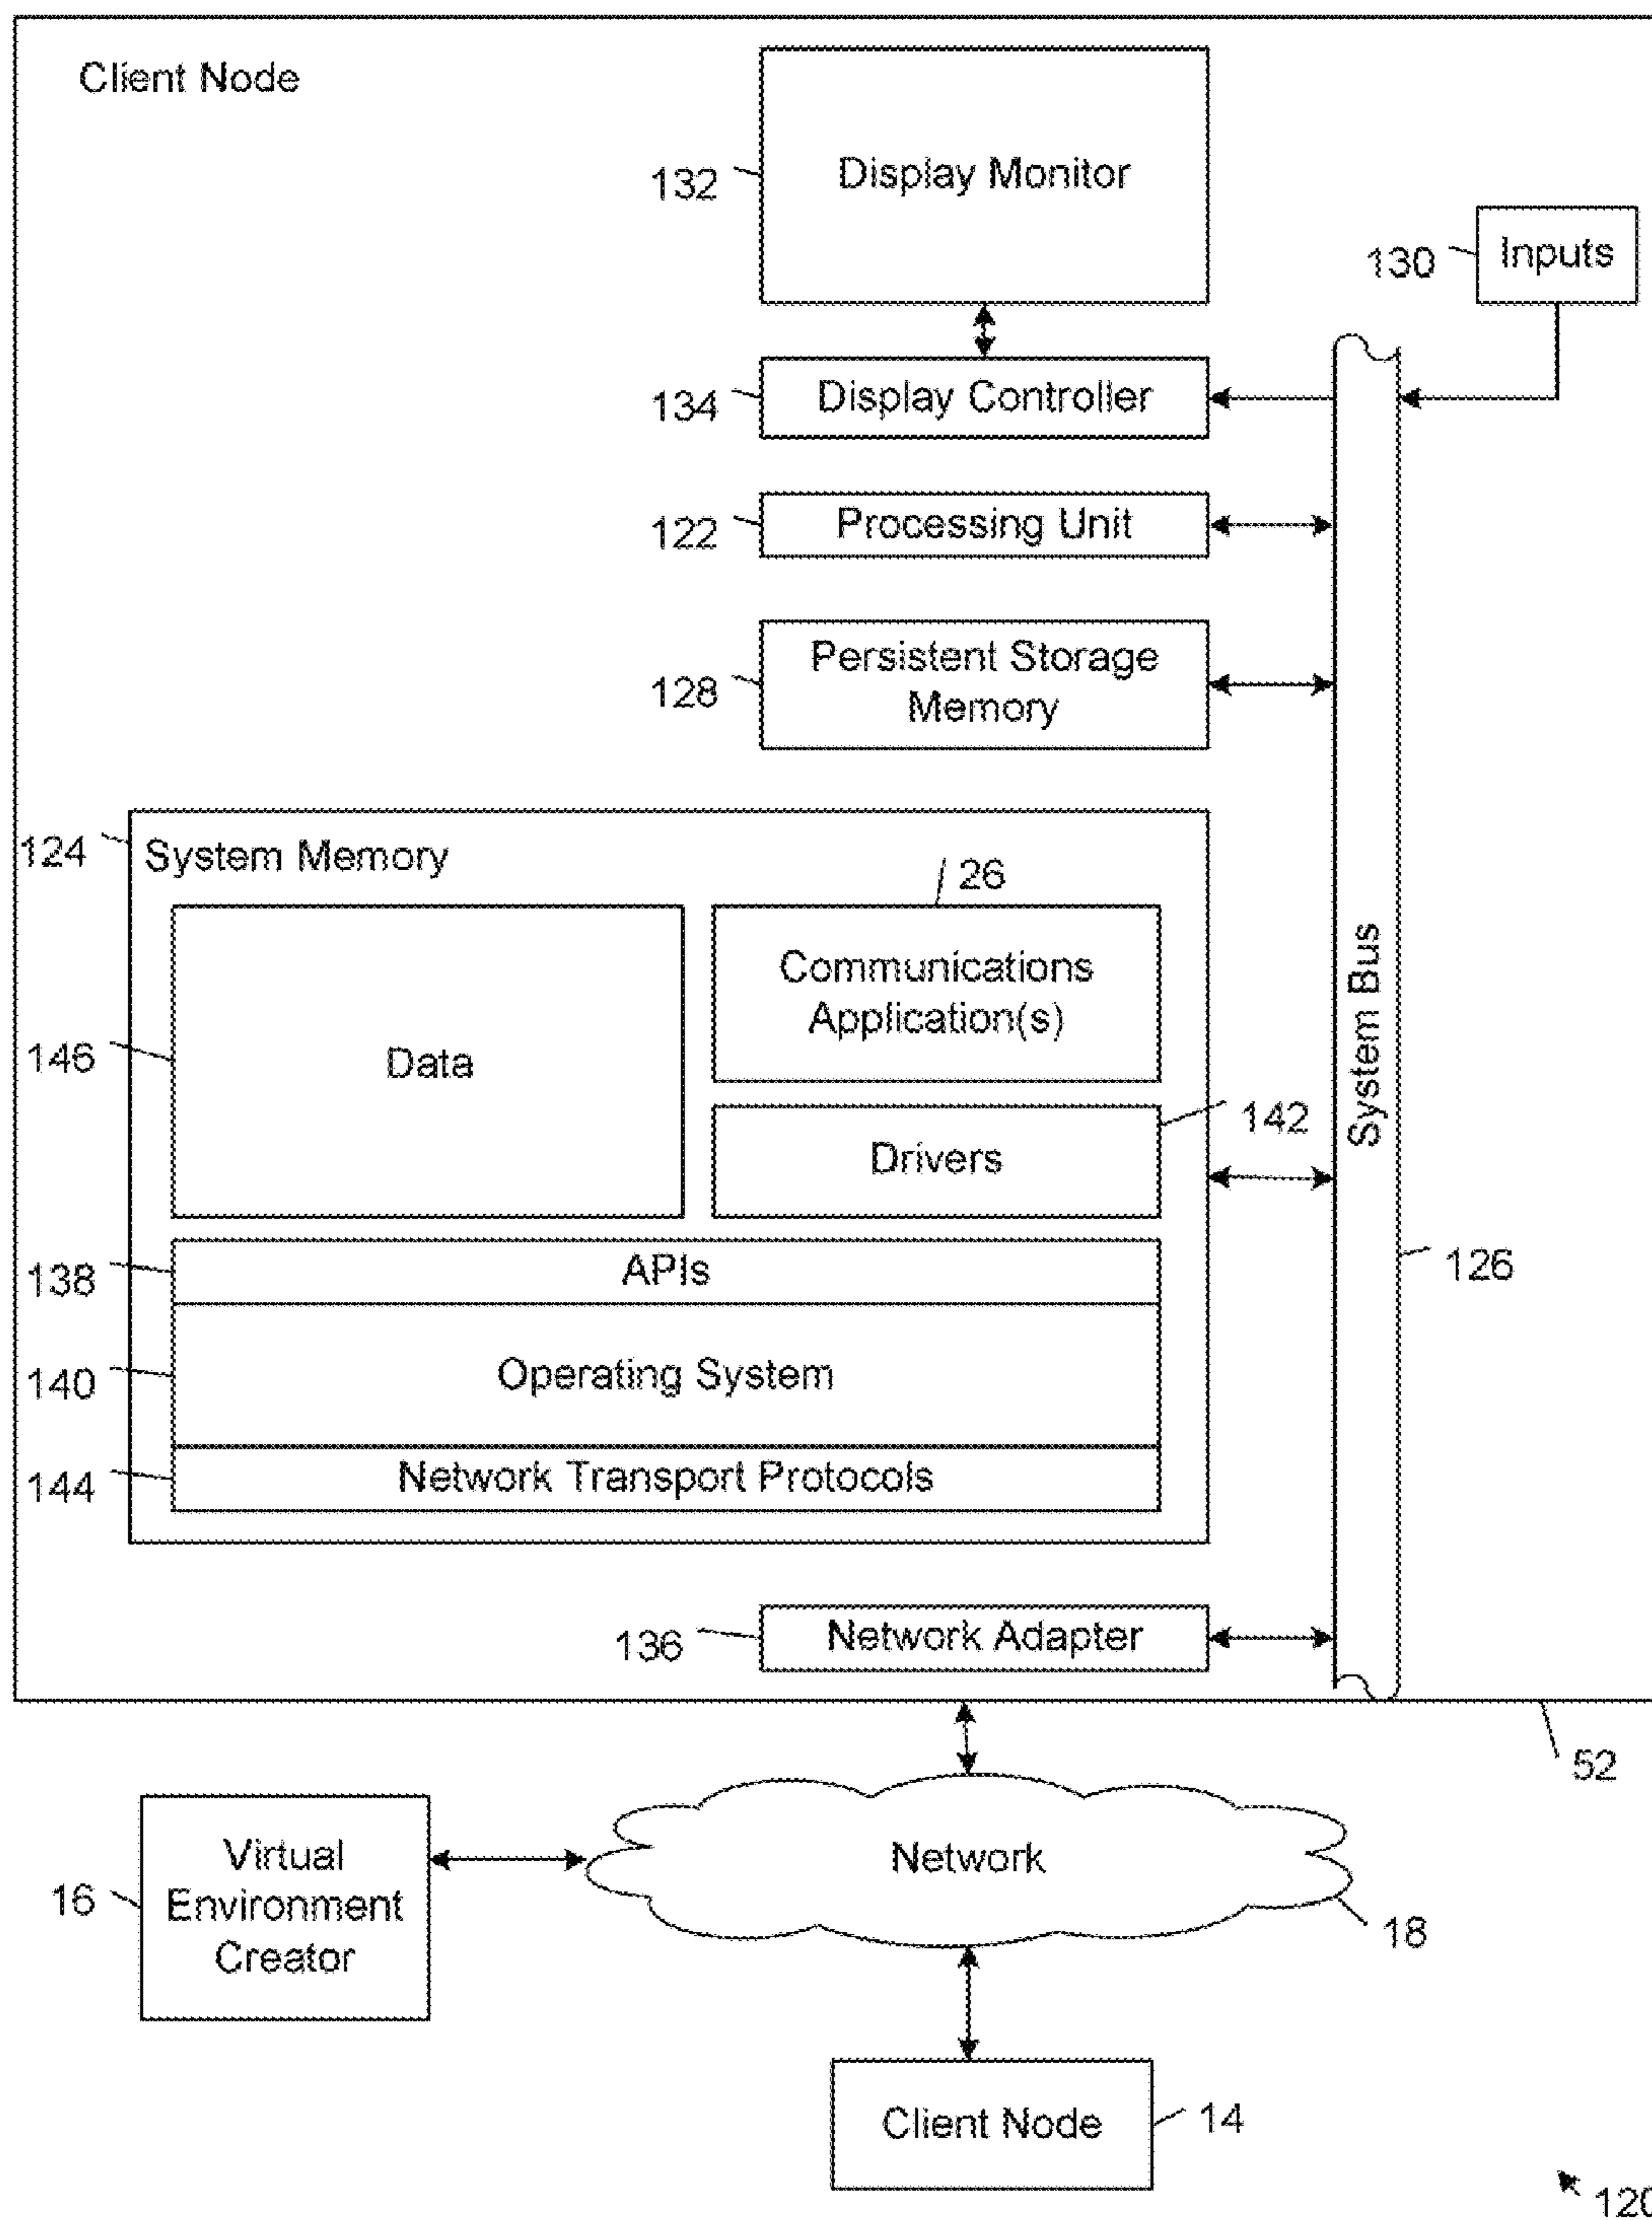 Client Node
132
Display Monitor
130
Inputs
134
Display Controller
122
Processing Unit
128
Persistent Storage
Memory
124
System Memory
26
Communications
Application(s)
146
Data
142
Drivers
System Bus
126
138
APIs
140
Operating System
144
Network Transport Protocols
136
Network Adapter
52
Virtual
Environment
Creator
16
Network
18
Client Node
14
120